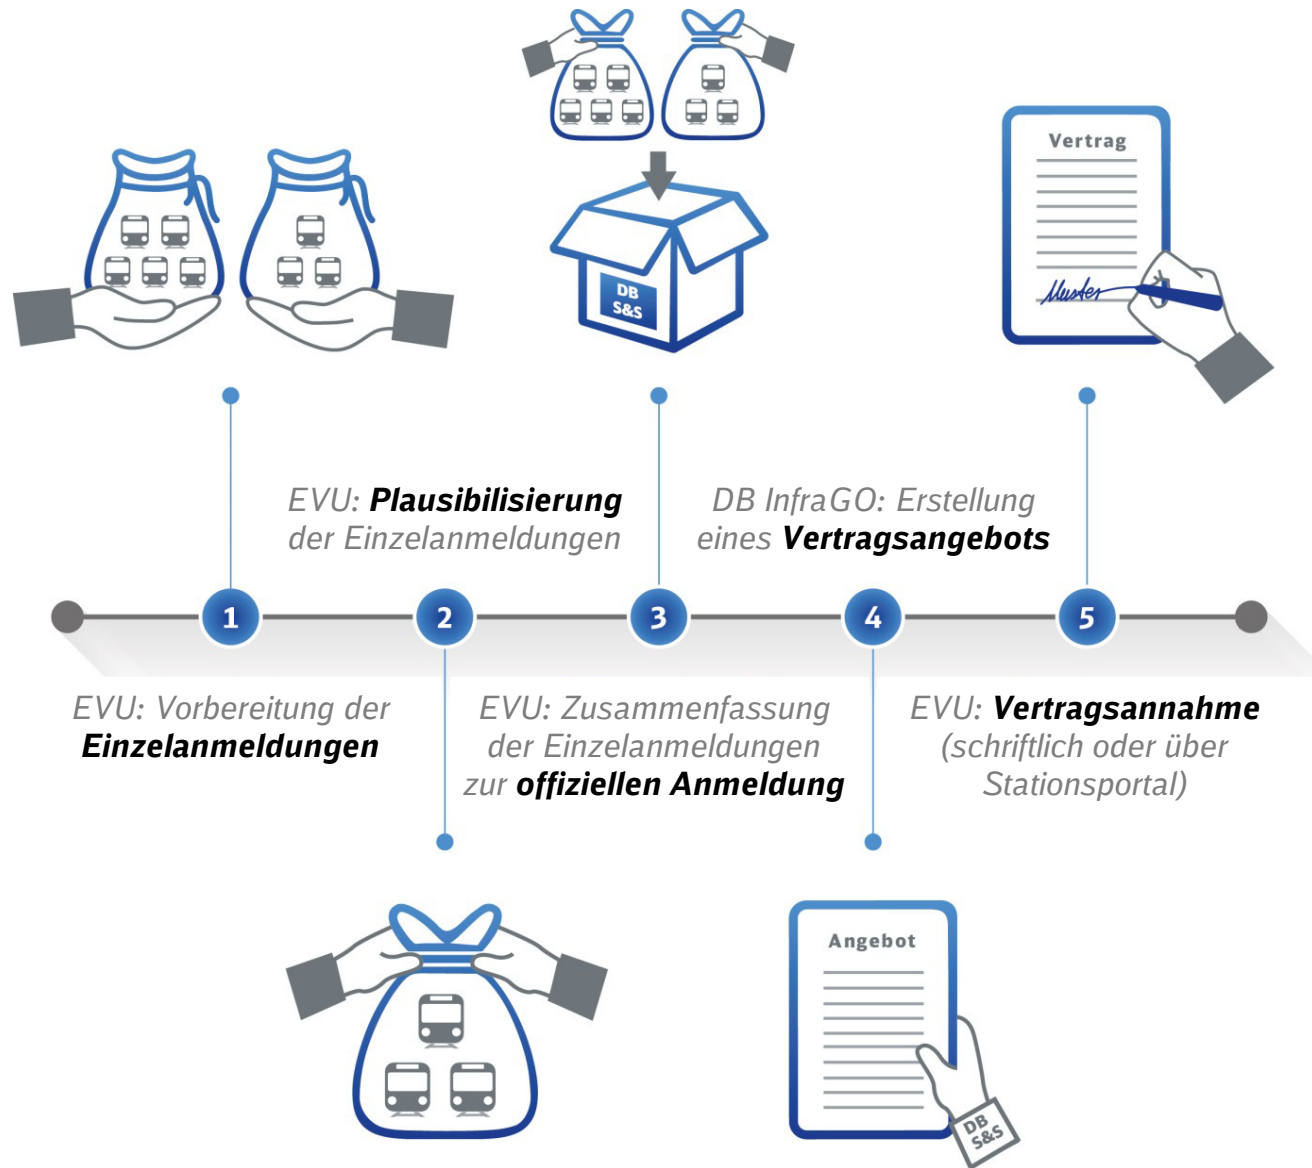 DB
S&S
Vertrag
Muster
EVU: Plausibilisierung
der Einzelanmeldungen
DB InfraGO: Erstellung
eines Vertragsangebots
1
2
3
4
5
EVU: Vorbereitung der
Einzelanmeldungen
EVU: Zusammenfassung
der Einzelanmeldungen
zur offiziellen Anmeldung
EVU: Vertragsannahme
(schriftlich oder über
Stationsportal)
Angebot
DB
S&S